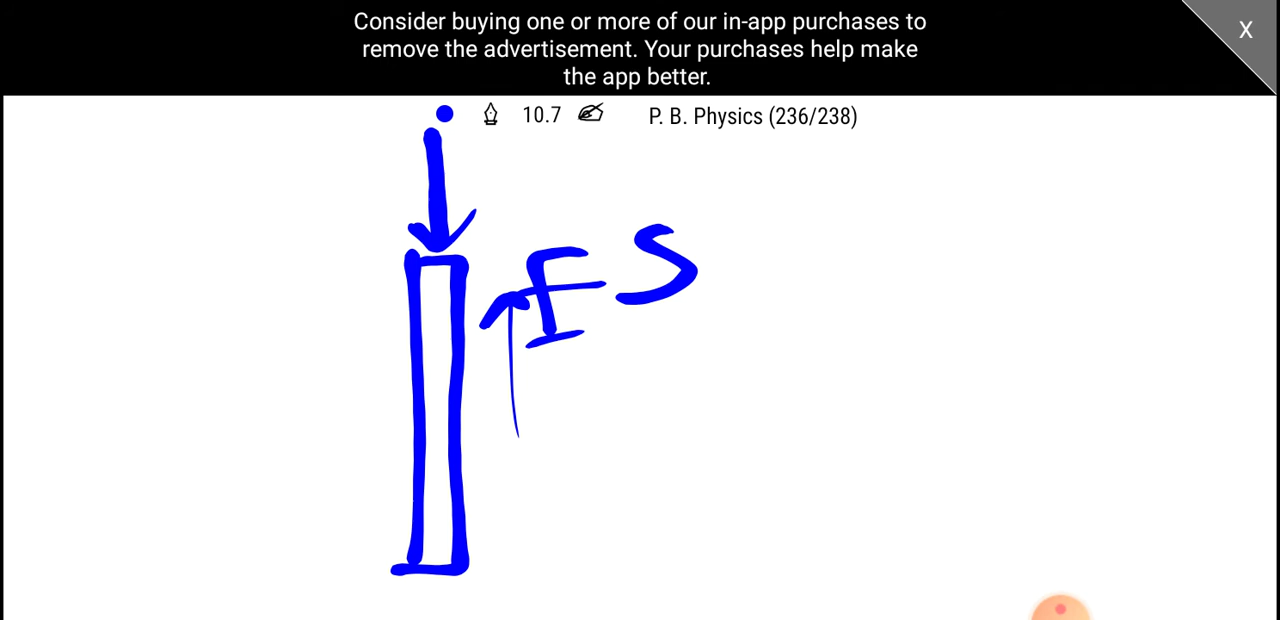 Consider buying one or more of our in-app purchases to
remove the advertisement. Your purchases help make
the app better.
X
10.7 P. B. Physics (236/238)
FS